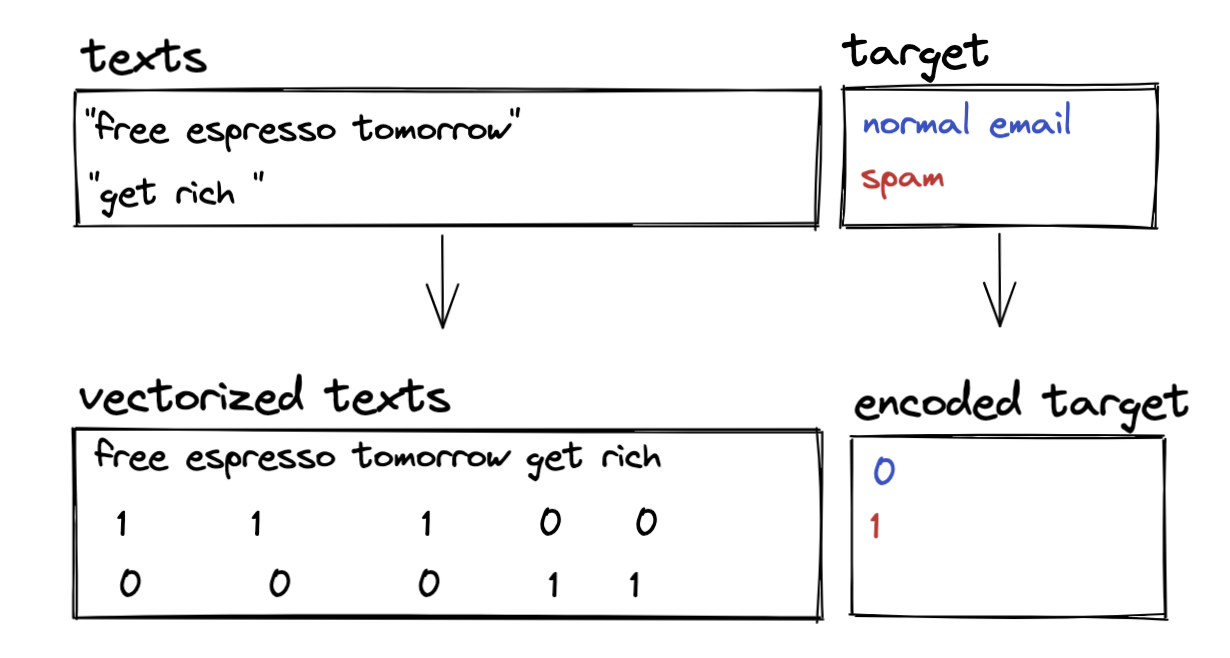 texts
target
"free espresso tomorrow"
normal email
"get rich "
spam
vectorized texts
encoded target
free espresso tomorrow get rich
0
1 1 1 0 0
1
0 0 0 1 1